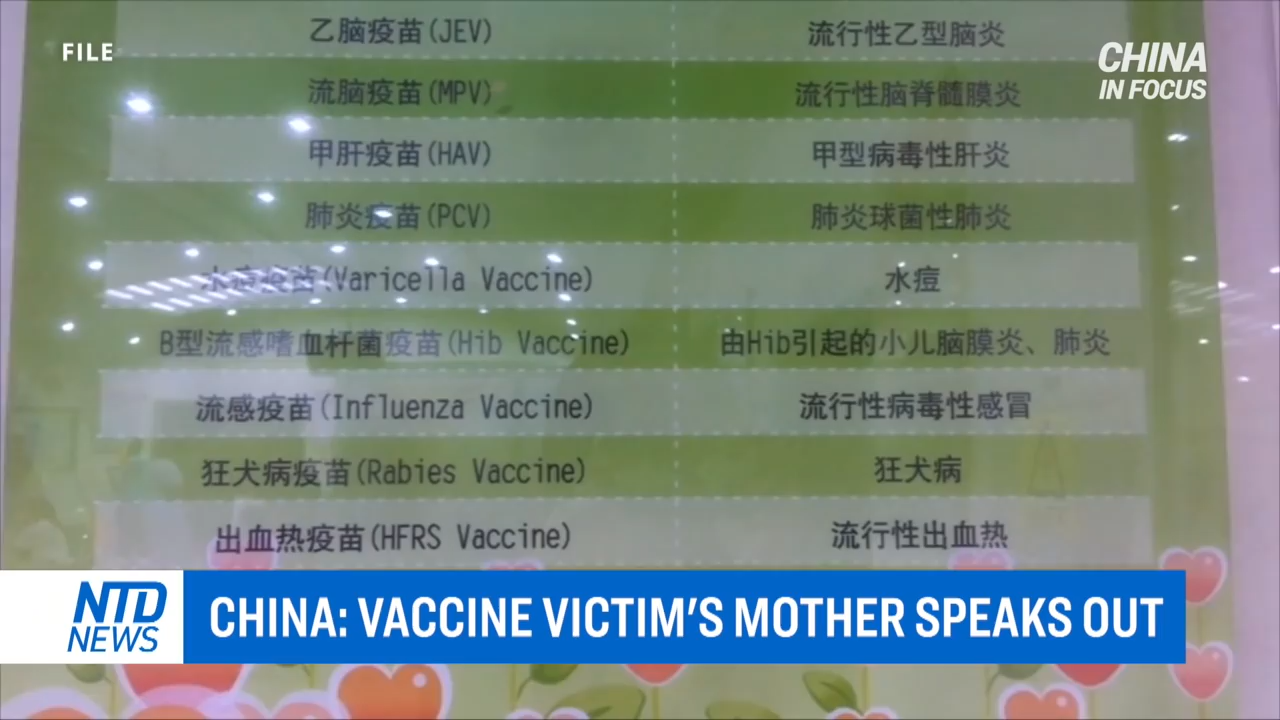 FILE
CHINA
IN FOCUS
乙脑疫苗(JEV) 流行性乙型脑炎
流脑疫苗(MPV) 流行性脑脊髓膜炎
甲肝疫苗(HAV) 甲型病毒性肝炎
肺炎疫苗(PCV) 肺炎球菌性肺炎
水痘疫苗(Varicella Vaccine) 水痘
B型流感嗜血杆菌疫苗(Hib Vaccine) 由Hib引起的小儿脑膜炎、肺炎
流感疫苗(Influenza Vaccine) 流行性病毒性感冒
狂犬病疫苗(Rabies Vaccine) 狂犬病
出血热疫苗(HFRS Vaccine) 流行性出血热
NTD
NEWS
CHINA: VACCINE VICTIM'S MOTHER SPEAKS OUT